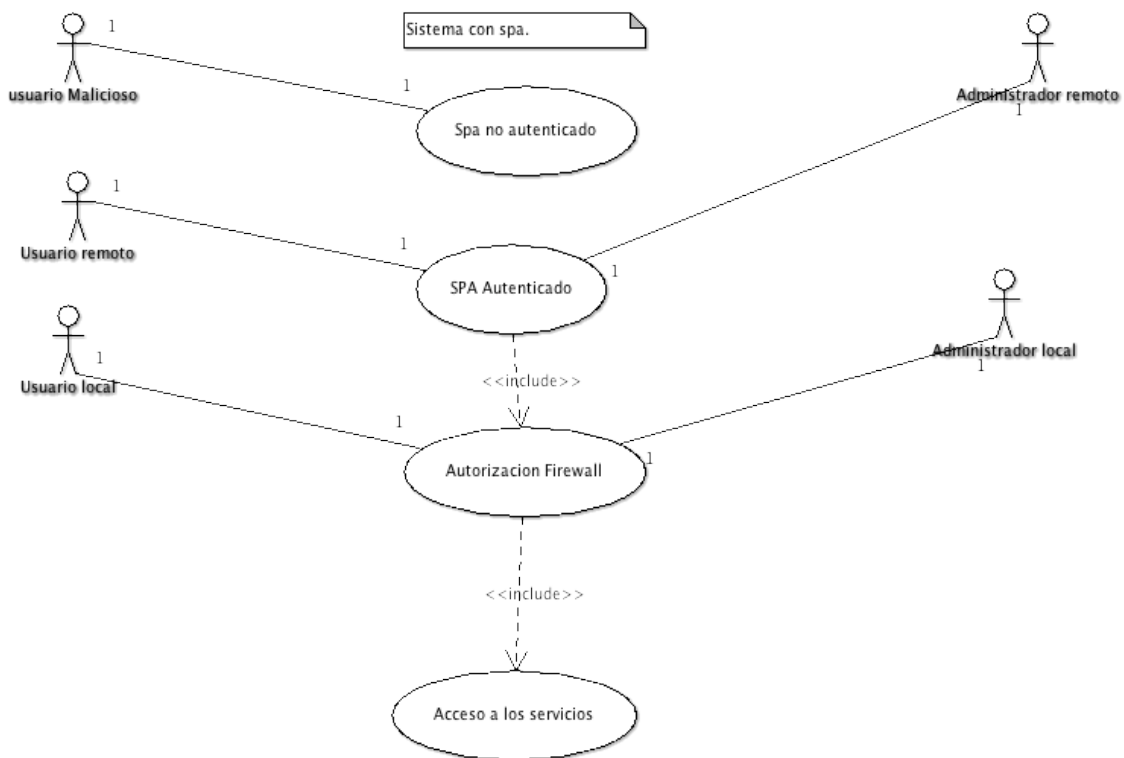 1
Sistema con spa.
usuario Malicioso
1
Administrador remoto
1
Spa no autenticado
1
1
Usuario remoto
1
SPA Autenticado
1
Usuario local
<<include>>
Administrador local
1
1
1
Autorizacion Firewall
1
<<include>>
Acceso a los servicios